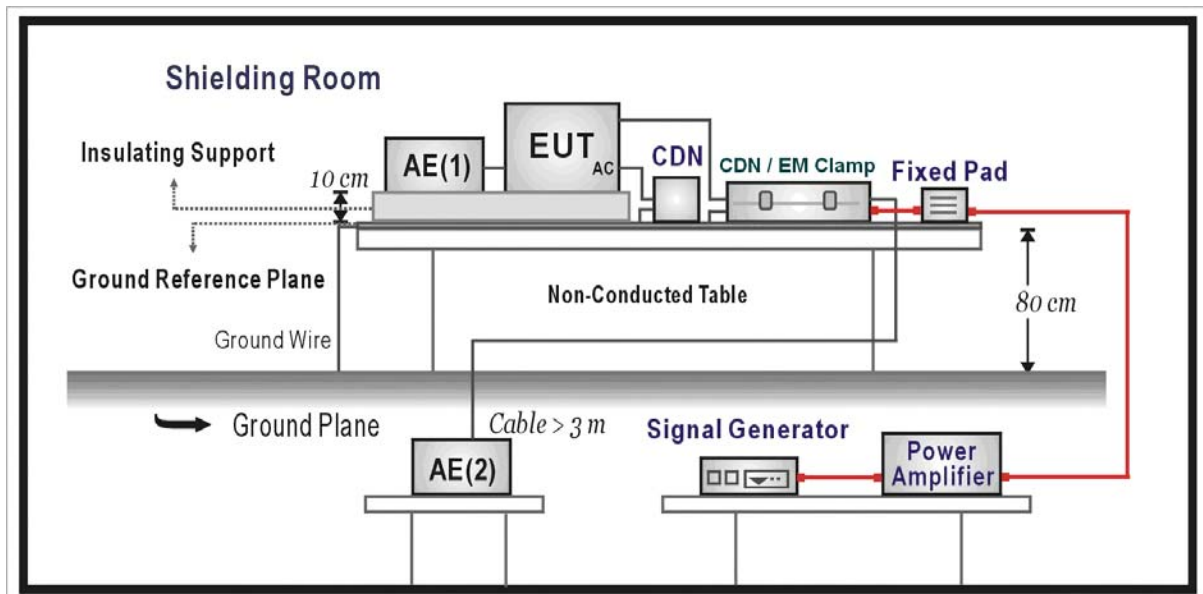 Shielding Room
Insulating Support
10 cm
AE(1)
EUT
AC
CDN
CDN / EM Clamp
Fixed Pad
Ground Reference Plane
Non-Conducted Table
80 cm
Ground Wire
Ground Plane
Cable > 3 m
AE(2)
Signal Generator
Power
Amplifier